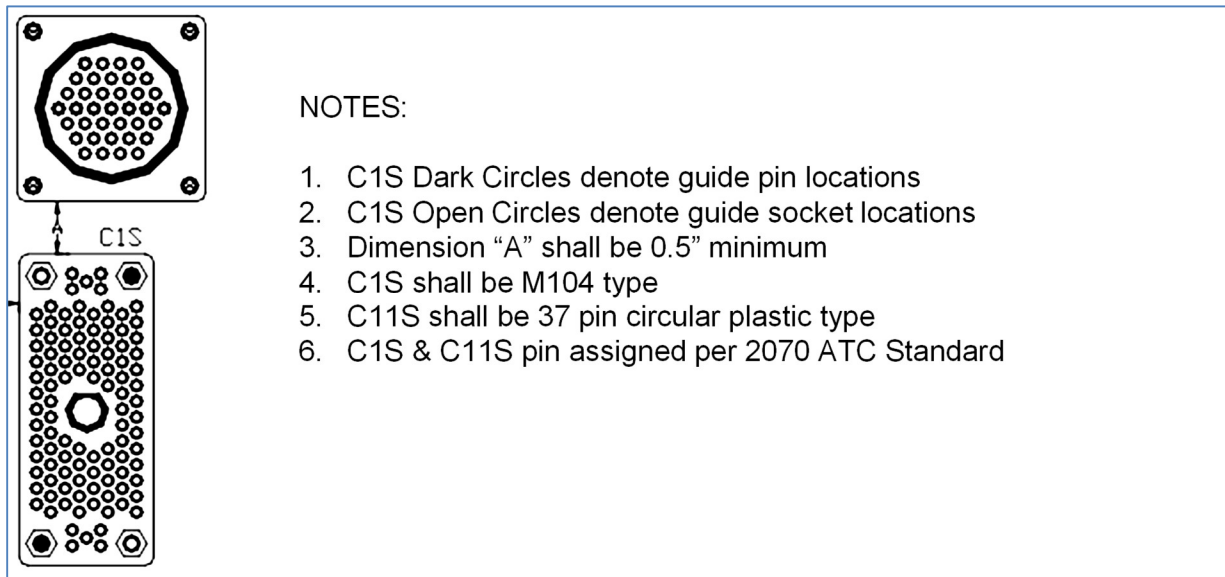 A
C1S
NOTES:
1. C1S Dark Circles denote guide pin locations
2. C1S Open Circles denote guide socket locations
3. Dimension “A” shall be 0.5” minimum
4. C1S shall be M104 type
5. C11S shall be 37 pin circular plastic type
6. C1S & C11S pin assigned per 2070 ATC Standard